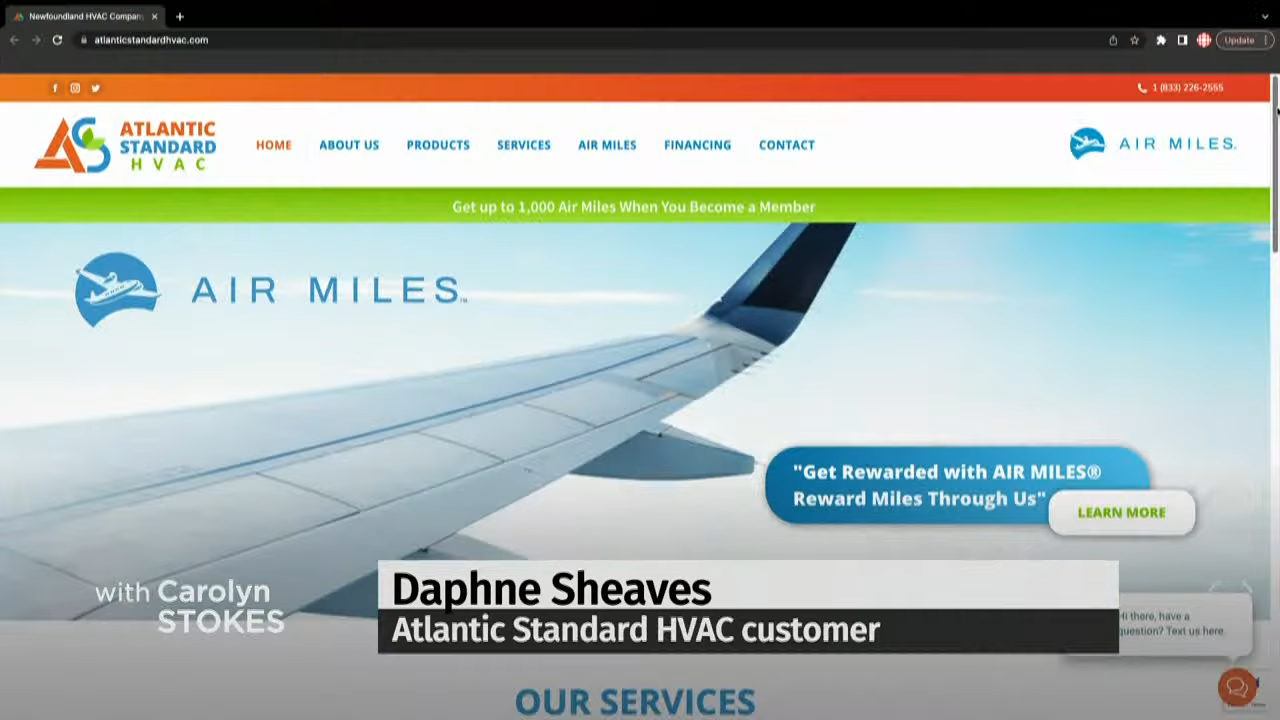 Newfoundland HVAC Compan
atlanticstandardhvac.com
Update
1 (833) 226-2555
ATLANTIC
STANDARD
HVAC
HOME
ABOUT US
PRODUCTS
SERVICES
AIR MILES
FINANCING
CONTACT
AIR MILES.
Get up to 1,000 Air Miles When You Become a Member
AIR MILES™
"Get Rewarded with AIR MILES®
Reward Miles Through Us"
LEARN MORE
with Carolyn
STOKES
Daphne Sheaves
Atlantic Standard HVAC customer
Hi there, have a
question? Text us here.
OUR SERVICES